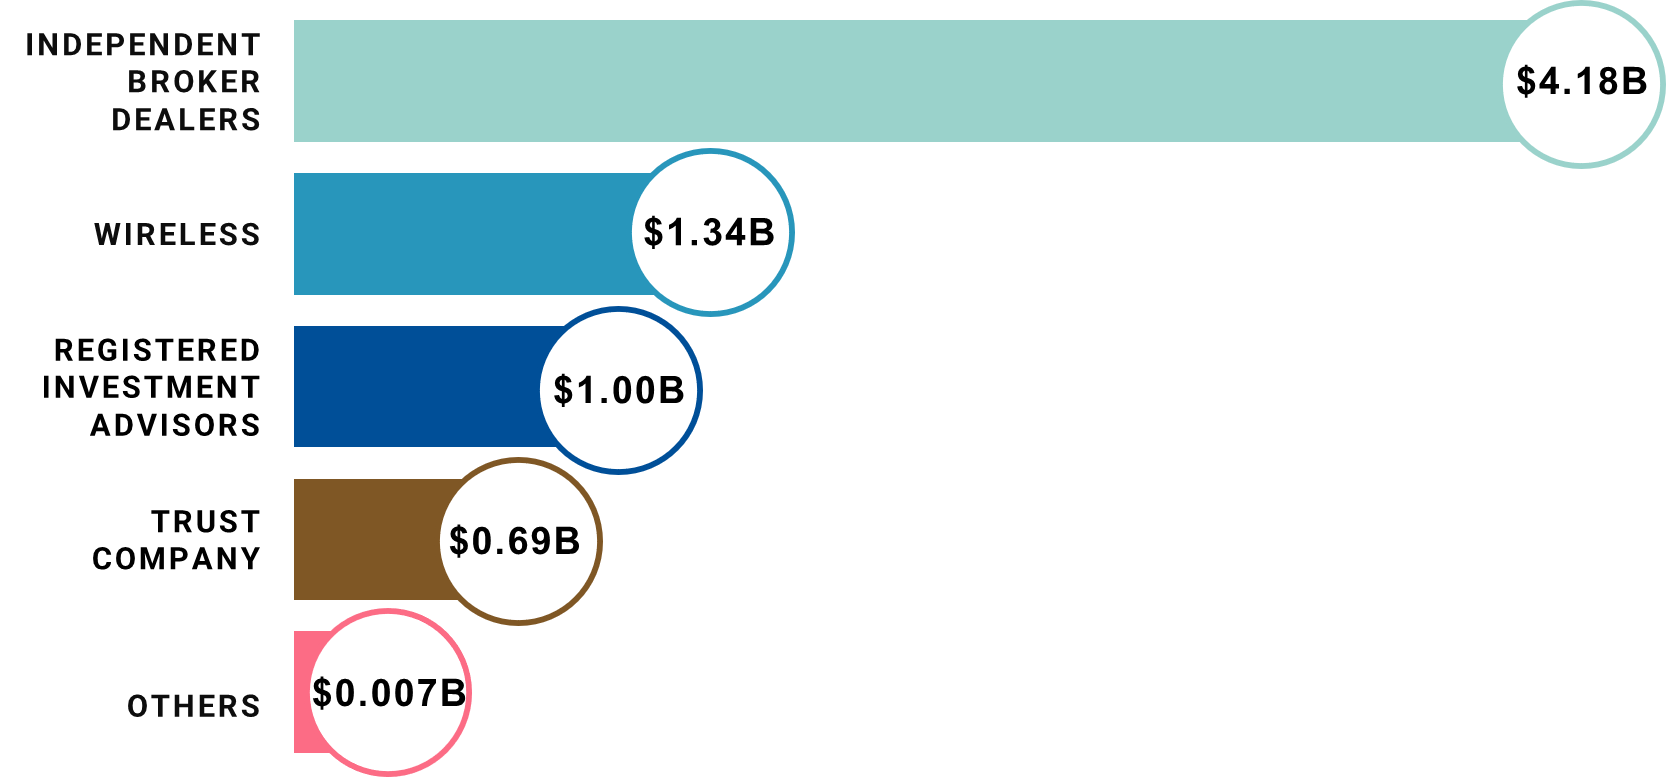 INDEPENDENT
BROKER
DEALERS
$4.18B
WIRELESS
$1.34B
REGISTERED
INVESTMENT
ADVISORS
$1.00B
TRUST
COMPANY
$0.69B
OTHERS
$0.007B